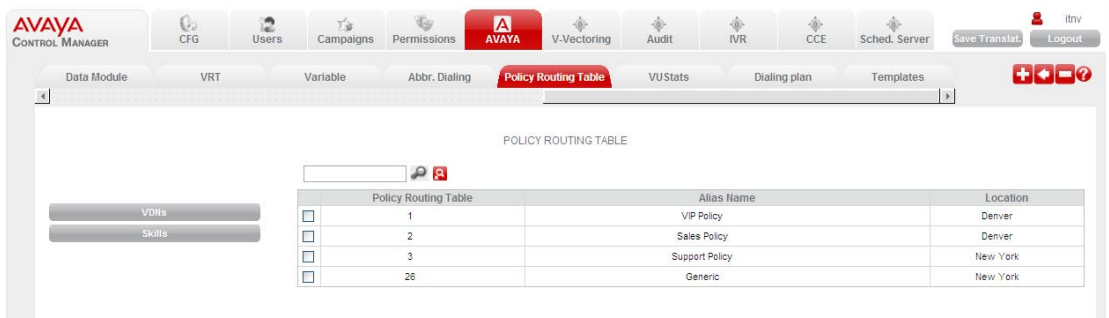 AVAYA
CONTROL MANAGER
CFG
Users
Campaigns
Permissions
AVAYA
V-Vectoring
Audit
IVR
CCE
Sched. Server
itnv
Save Translat.
Logout
Data Module
VRT
Variable
Abbr. Dialing
Policy Routing Table
VUStats
Dialing plan
Templates
POLICY ROUTING TABLE
VDNs
Skills
Policy Routing Table Alias Name Location
1 VIP Policy Denver
2 Sales Policy Denver
3 Support Policy New York
26 Generic New York